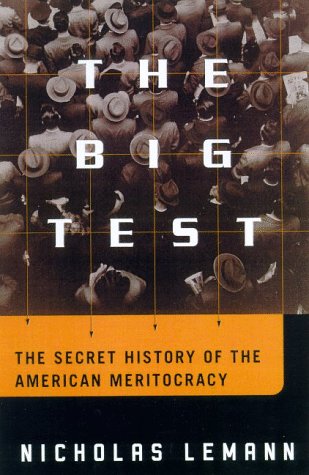 THE
BIG
TEST
THE SECRET HISTORY OF THE
AMERICAN MERITOCRACY
NICHOLAS LEMANN